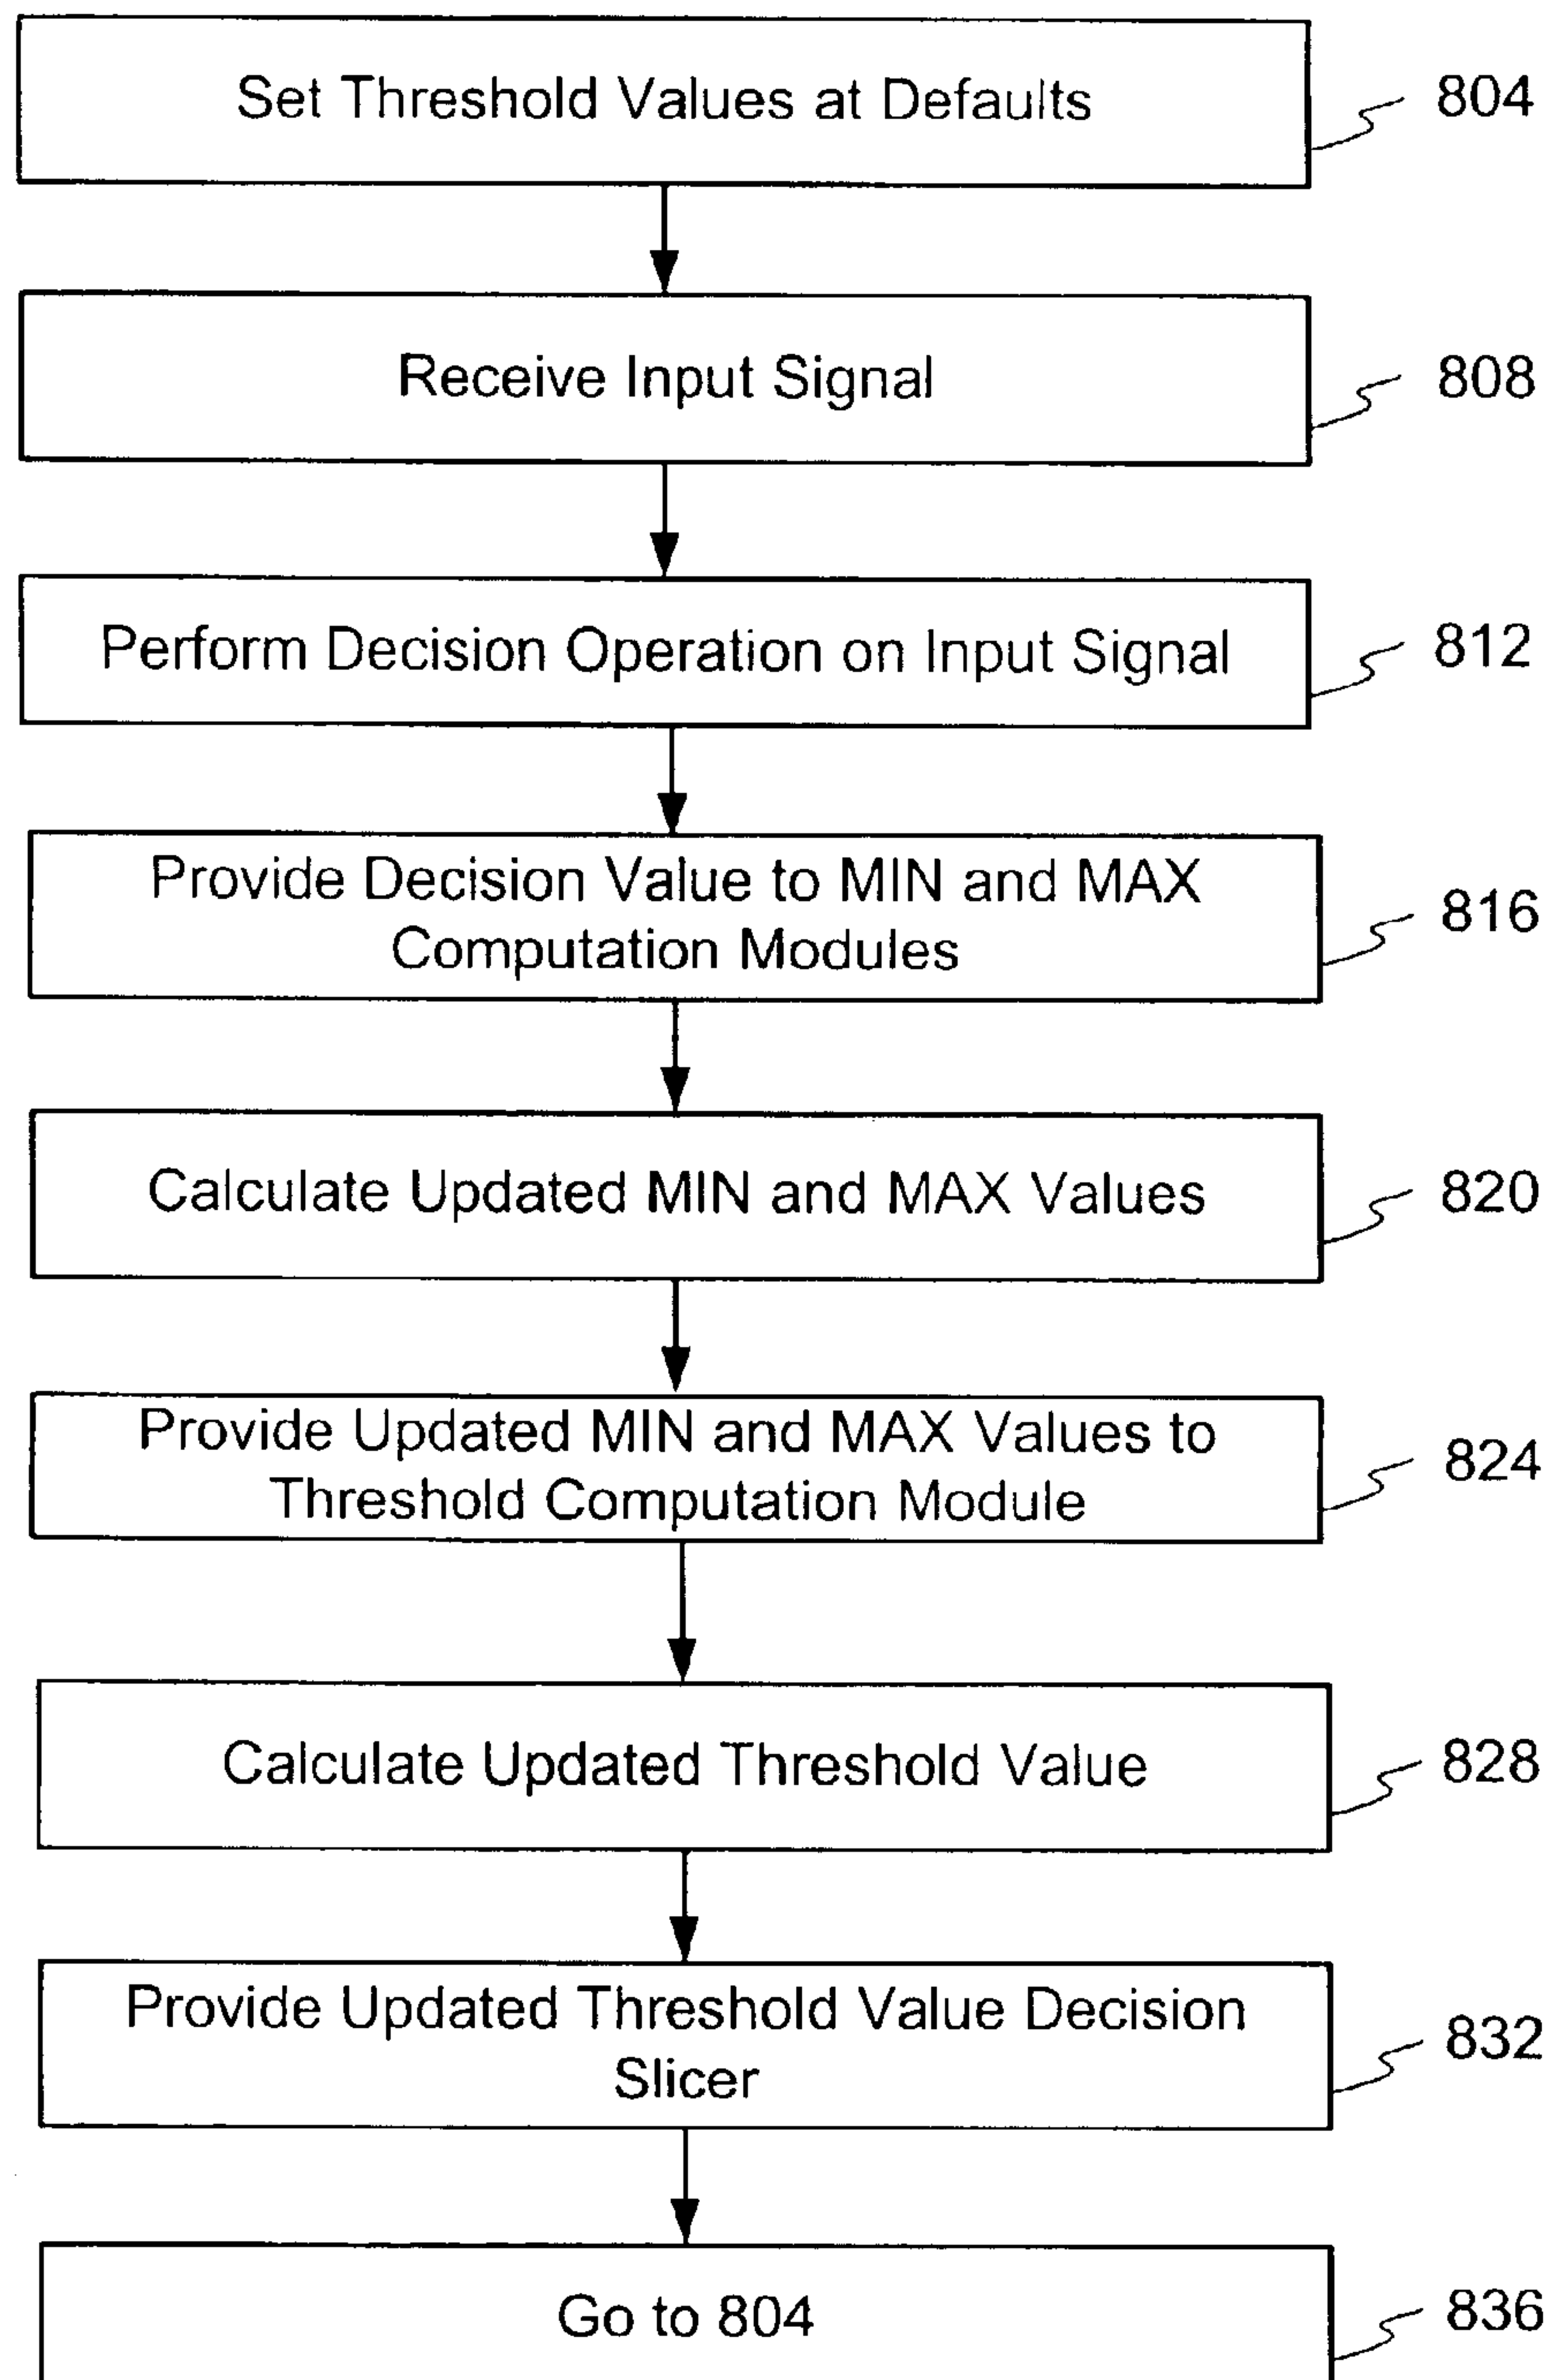 Set Threshold Values at Defaults
804
Receive Input Signal
808
Perform Decision Operation on Input Signal
812
Provide Decision Value to MIN and MAX
Computation Modules
816
Calculate Updated MIN and MAX Values
820
Provide Updated MIN and MAX Values to
Threshold Computation Module
824
Calculate Updated Threshold Value
828
Provide Updated Threshold Value Decision
Slicer
832
Go to 804
836